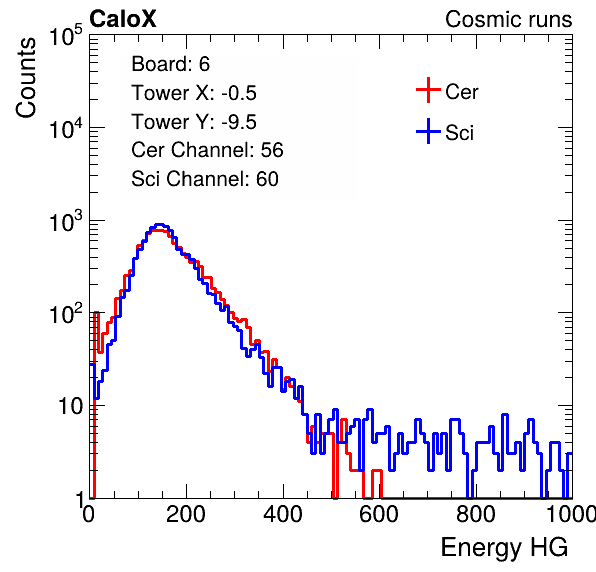 CaloX Cosmic runs
Counts
10^5
10^4
10^3
10^2
10
1
Board: 6
Tower X: -0.5
Tower Y: -9.5
Cer Channel: 56
Sci Channel: 60
Cer
Sci
0 200 400 600 800 1000
Energy HG